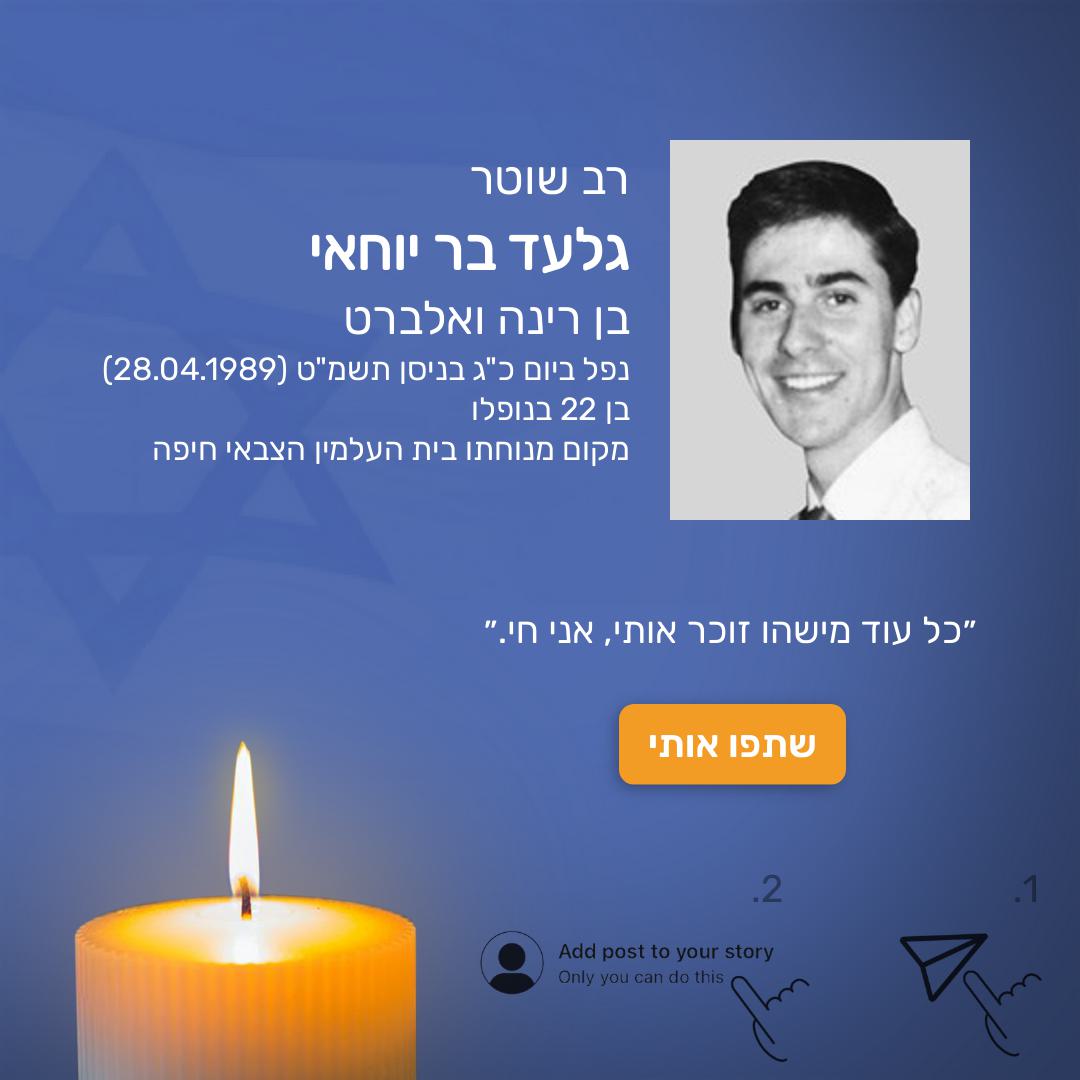 רב שוטר
גלעד בר יוחאי
בן רינה ואלברט
נפל ביום כ"ג בניסן תשמ"ט (28.04.1989)
בן 22 בנופלו
מקום מנוחתו בית העלמין הצבאי חיפה
״כל עוד מישהו זוכר אותי, אני חי.״
שתפו אותי
1.
2.
Add post to your story
Only you can do this